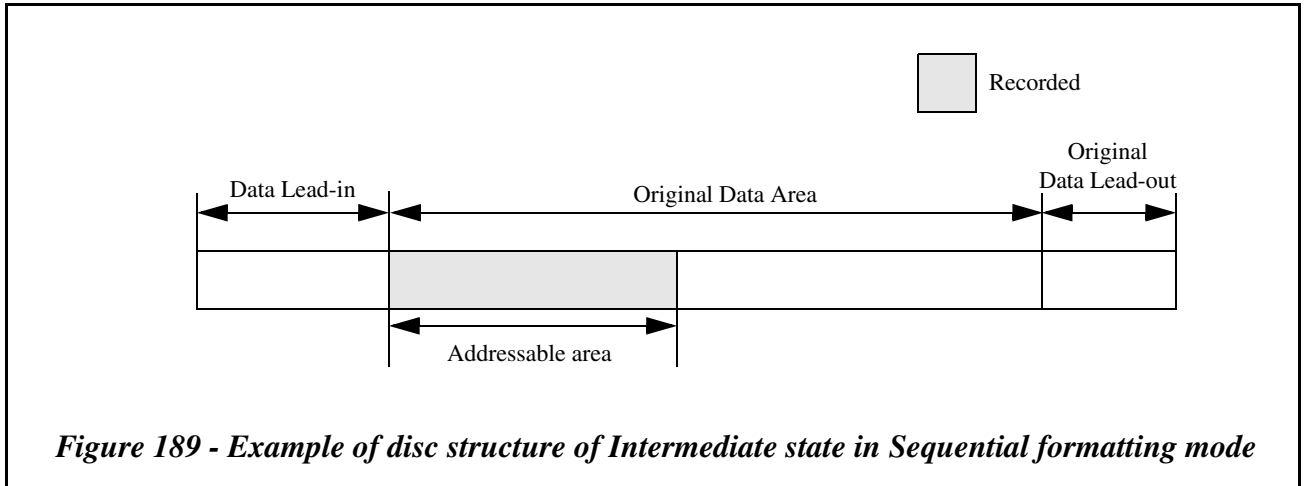 Recorded
Original
Data Lead-out
Data Lead-in
Original Data Area
Addressable area
Figure 189 - Example of disc structure of Intermediate state in Sequential formatting mode